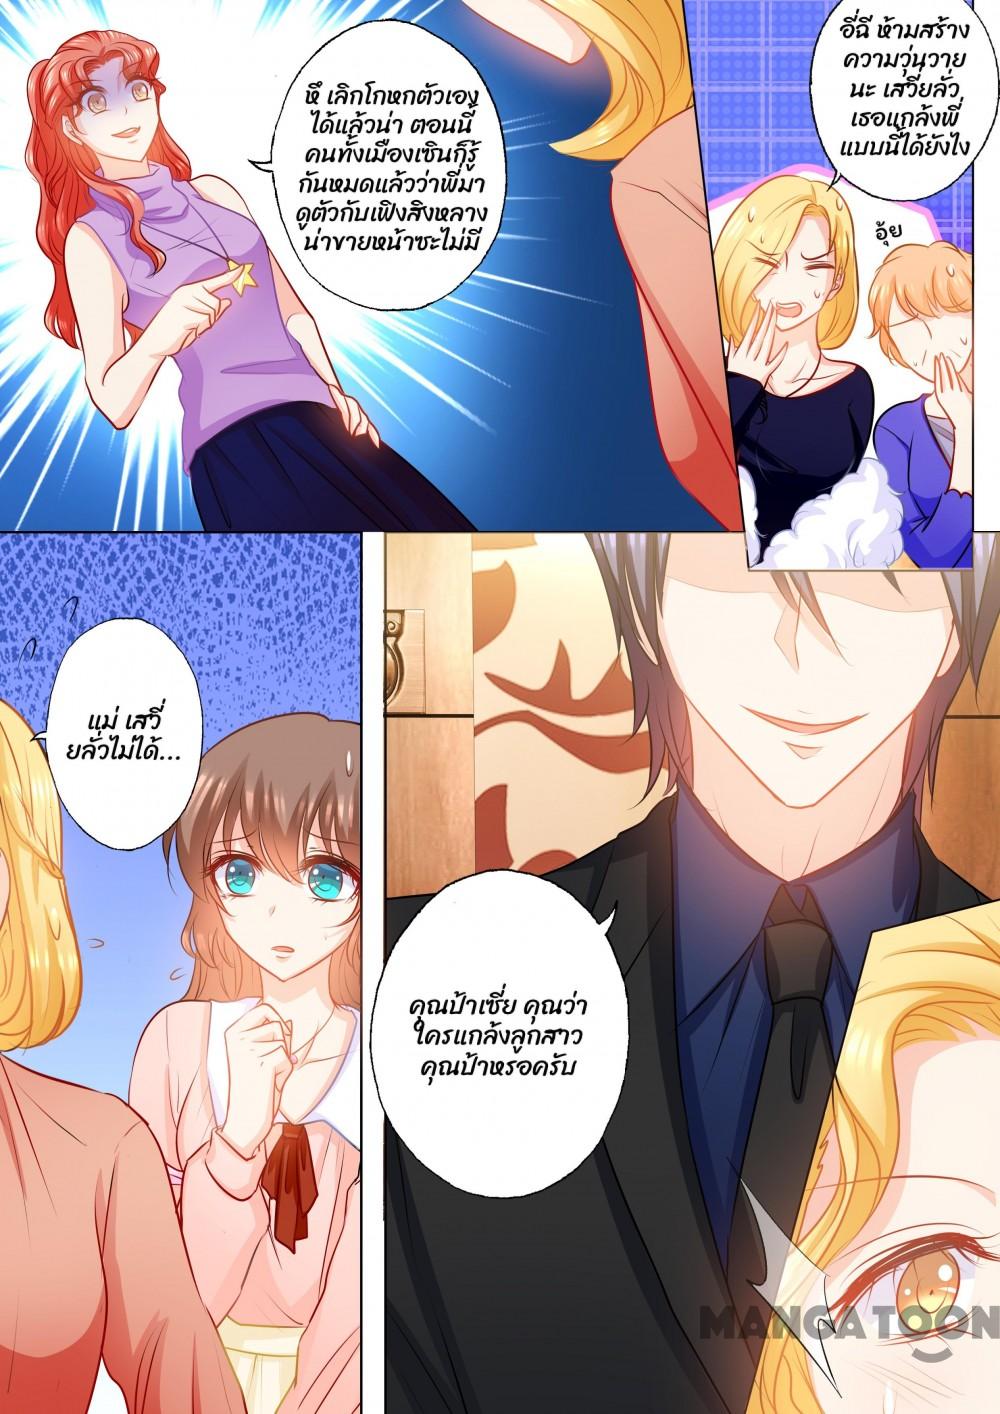 หึ เลิกโกหกตัวเอง
ได้แล้วน่า ตอนนี้
คนทั้งเมืองเซินก็รู้
กันหมดแล้วว่าพี่มา
ดูตัวกับเฟิงสิงหลาง
น่าขายหน้าซะไม่มี
อี่ฉี ห้ามสร้าง
ความวุ่นวาย
นะ เสวี่ยลั่ว
เธอแกล้งพี่
แบบนี้ได้ยังไง
อุ้ย
แม่ เสวี่
ยลั่วไม่ได้...
คุณป้าเซี่ย คุณว่า
ใครแกล้งลูกสาว
คุณป้าหรอครับ
MANGATOON